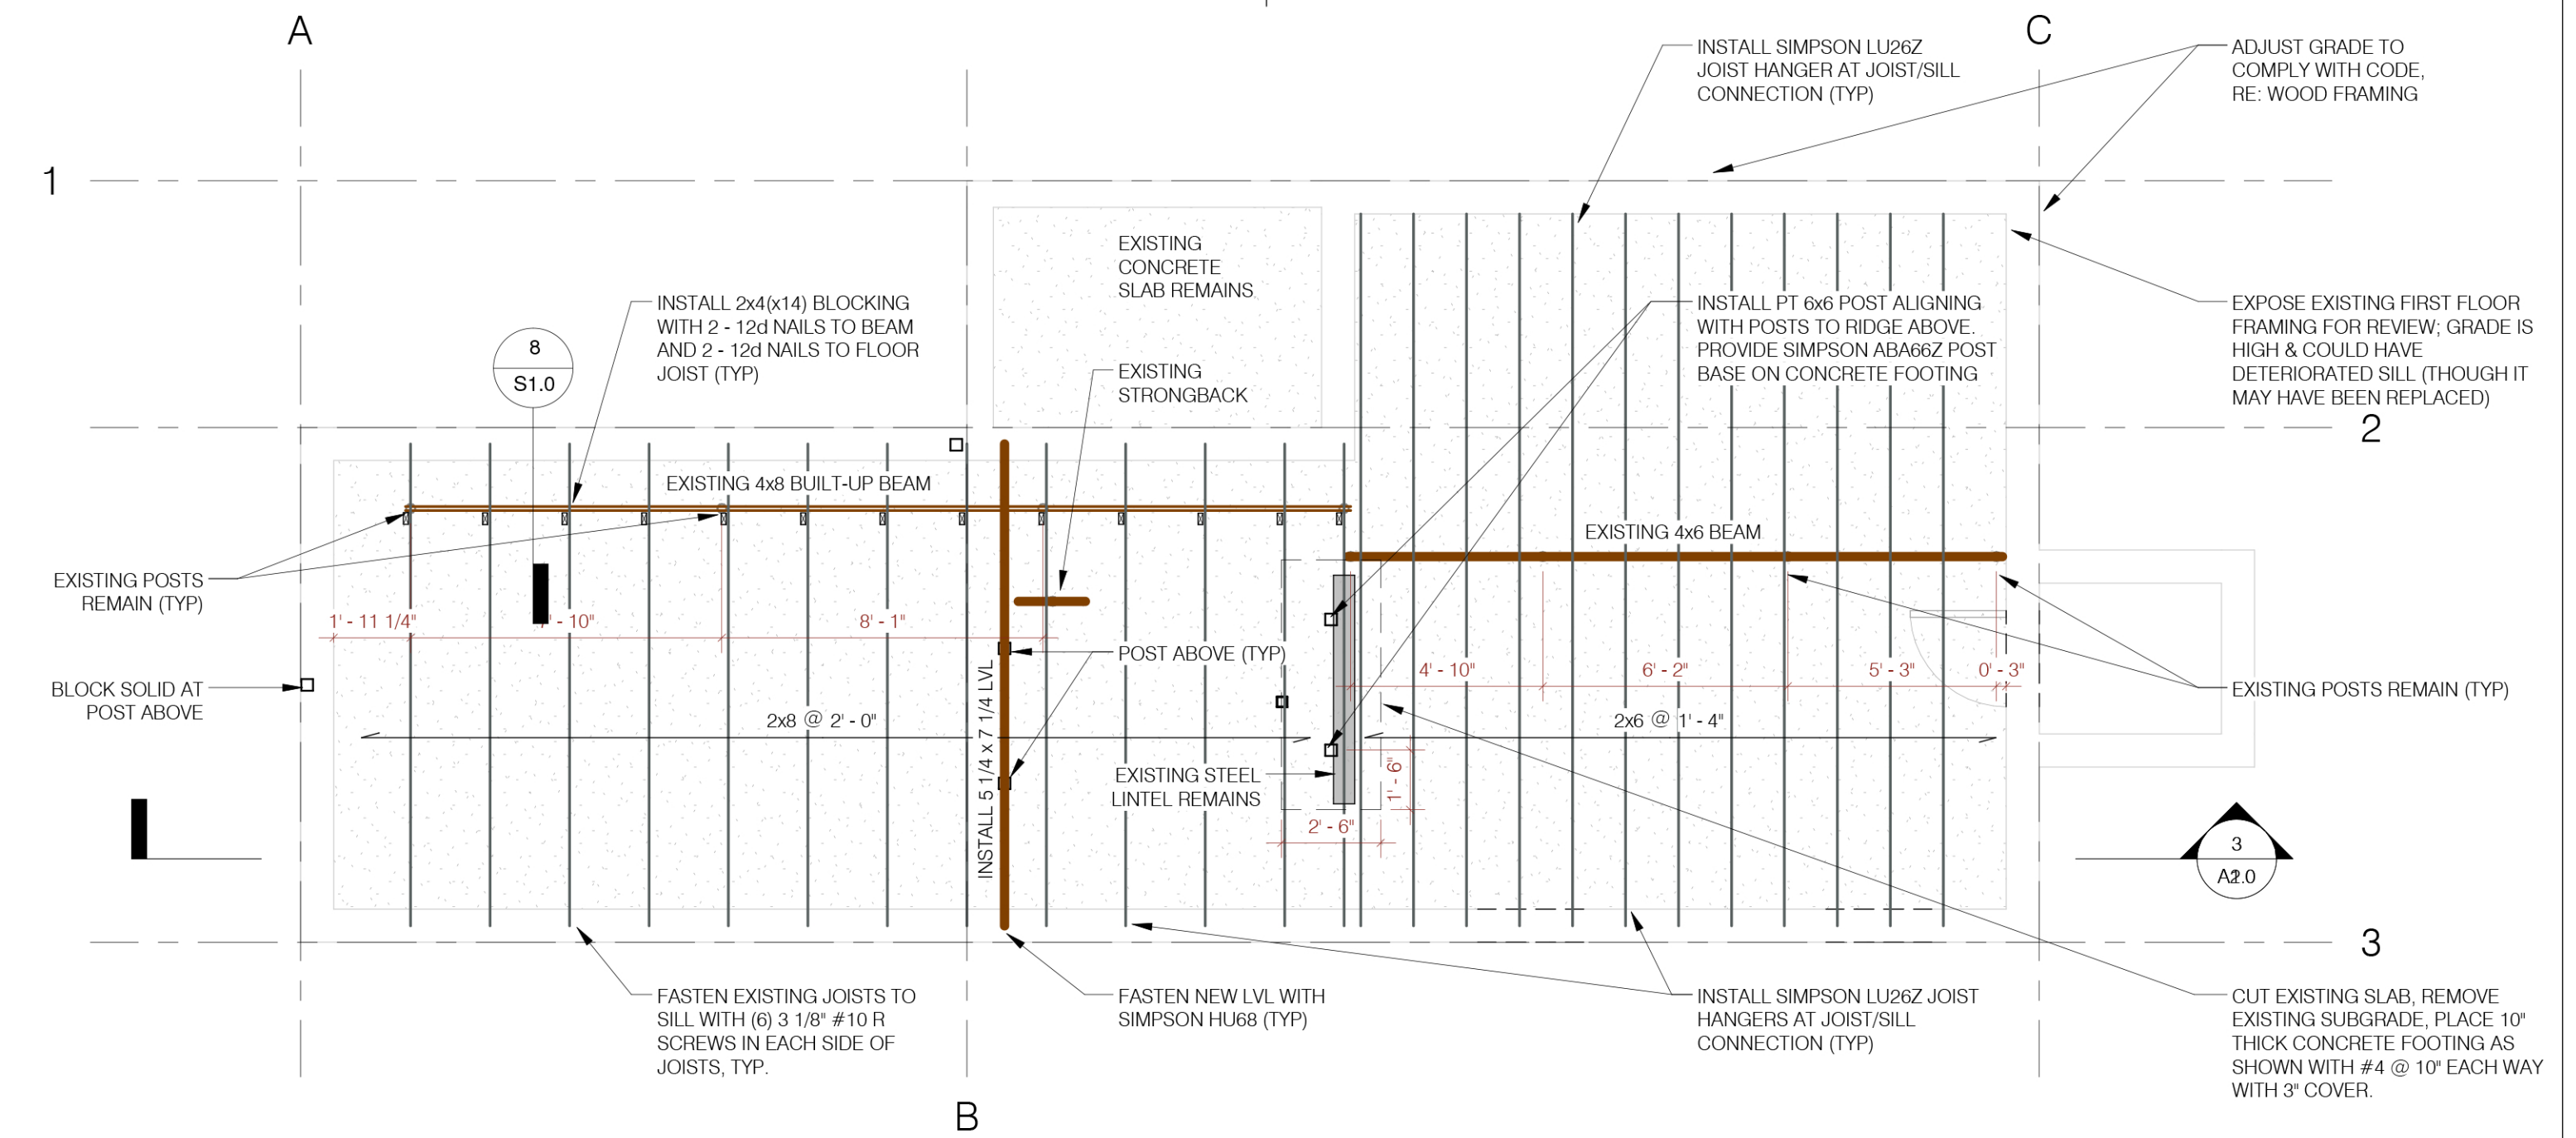 A
C
INSTALL SIMPSON LU26Z
JOIST HANGER AT JOIST/SILL
CONNECTION (TYP)
ADJUST GRADE TO
COMPLY WITH CODE,
RE: WOOD FRAMING
1
EXISTING
CONCRETE
SLAB REMAINS
INSTALL 2x4(x14) BLOCKING
WITH 2 - 12d NAILS TO BEAM
AND 2 - 12d NAILS TO FLOOR
JOIST (TYP)
8
S1.0
EXISTING
STRONGBACK
INSTALL PT 6x6 POST ALIGNING
WITH POSTS TO RIDGE ABOVE.
PROVIDE SIMPSON ABA66Z POST
BASE ON CONCRETE FOOTING
EXPOSE EXISTING FIRST FLOOR
FRAMING FOR REVIEW; GRADE IS
HIGH & COULD HAVE
DETERIORATED SILL (THOUGH IT
MAY HAVE BEEN REPLACED)
2
EXISTING 4x8 BUILT-UP BEAM
EXISTING 4x6 BEAM
EXISTING POSTS
REMAIN (TYP)
1' - 11 1/4"
' - 10"
8' - 1"
POST ABOVE (TYP)
4' - 10"
6' - 2"
5' - 3"
0' - 3"
BLOCK SOLID AT
POST ABOVE
EXISTING POSTS REMAIN (TYP)
2x8 @ 2' - 0"
2x6 @ 1' - 4"
INSTALL 5 1/4 x 7 1/4 LVL
EXISTING STEEL
LINTEL REMAINS
1' - 6"
2' - 6"
3
3
FASTEN EXISTING JOISTS TO
SILL WITH (6) 3 1/8" #10 R
SCREWS IN EACH SIDE OF
JOISTS, TYP.
FASTEN NEW LVL WITH
SIMPSON HU68 (TYP)
INSTALL SIMPSON LU26Z JOIST
HANGERS AT JOIST/SILL
CONNECTION (TYP)
CUT EXISTING SLAB, REMOVE
EXISTING SUBGRADE, PLACE 10"
THICK CONCRETE FOOTING AS
SHOWN WITH #4 @ 10" EACH WAY
WITH 3" COVER.
B